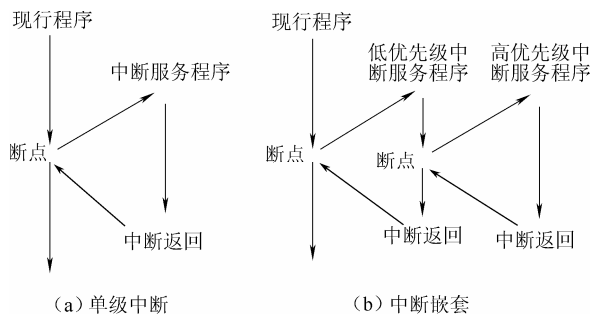 现行程序
中断服务程序
断点
中断返回
（a）单级中断
现行程序
低优先级中
断服务程序
高优先级中
断服务程序
断点
断点
中断返回
中断返回
（b）中断嵌套